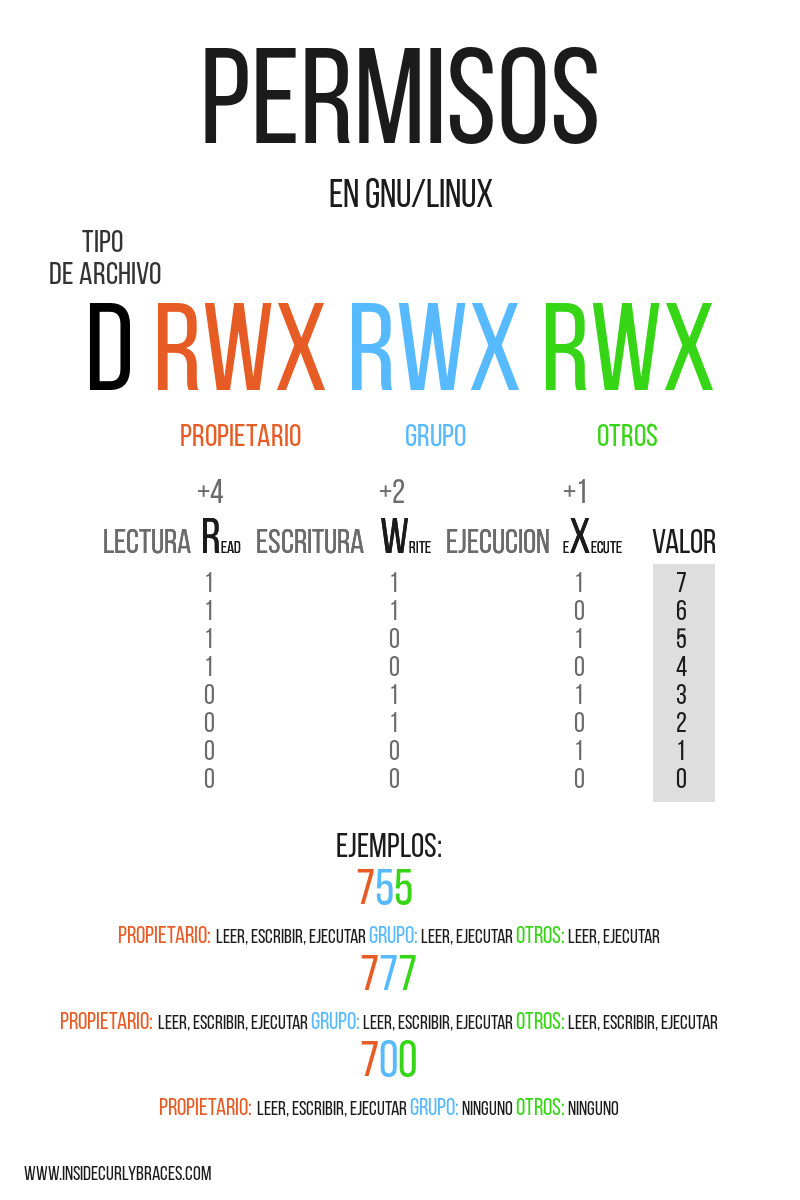 PERMISOS
EN GNU/LINUX
TIPO
DE ARCHIVO
D RWX RWX RWX
PROPIETARIO GRUPO OTROS
+4 +2 +1
LECTURA READ ESCRITURA WRITE EJECUCION EXECUTE VALOR
1 1 1 7
1 1 0 6
1 0 1 5
1 0 0 4
0 1 1 3
0 1 0 2
0 0 1 1
0 0 0 0
EJEMPLOS:
755
PROPIETARIO: LEER, ESCRIBIR, EJECUTAR GRUPO: LEER, EJECUTAR OTROS: LEER, EJECUTAR
777
PROPIETARIO: LEER, ESCRIBIR, EJECUTAR GRUPO: LEER, ESCRIBIR, EJECUTAR OTROS: LEER, ESCRIBIR, EJECUTAR
700
PROPIETARIO: LEER, ESCRIBIR, EJECUTAR GRUPO: NINGUNO OTROS: NINGUNO
WWW.INSIDECURLYBRACES.COM